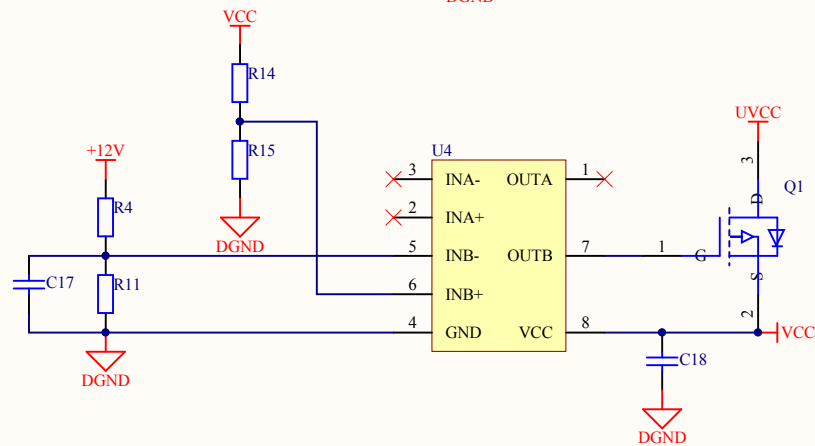 DGND
VCC
R14
R15
DGND
+12V
R4
R11
C17
DGND
U4
3 INA- OUTA 1
2 INA+
5 INB- OUTB 7
6 INB+
4 GND VCC 8
UVCC
3
D
Q1
1 G
S
2
VCC
C18
DGND